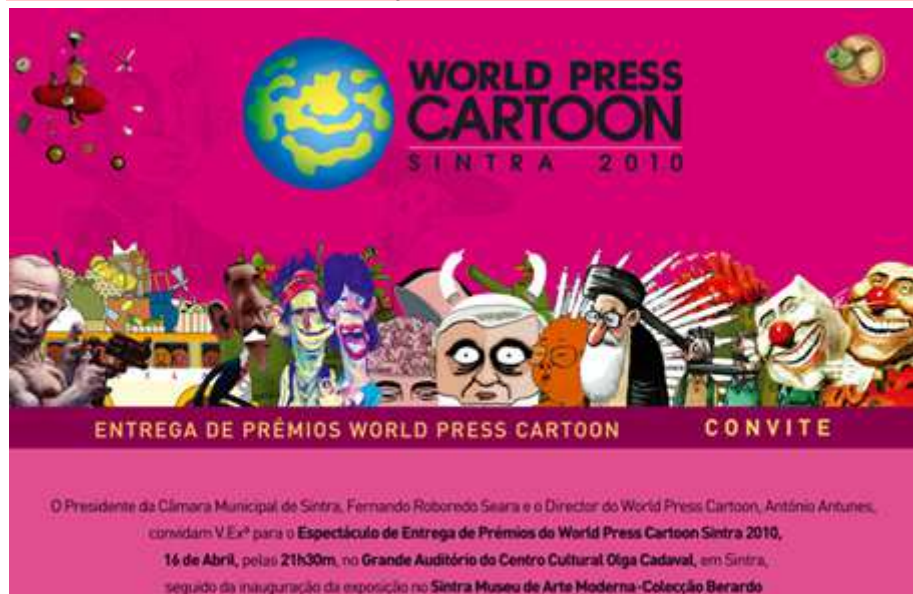 WORLD PRESS
CARTOON
SINTRA 2010
ENTREGA DE PRÉMIOS WORLD PRESS CARTOON CONVITE
O Presidente da Câmara Municipal de Sintra, Fernando Roboredo Seara e o Director do World Press Cartoon, António Antunes,
convidam V.Exª para o Espectáculo de Entrega de Prémios do World Press Cartoon Sintra 2010,
16 de Abril, pelas 21h30m, no Grande Auditório do Centro Cultural Olga Cadaval, em Sintra,
seguido da inauguração da exposição no Sintra Museu de Arte Moderna-Colecção Berardo